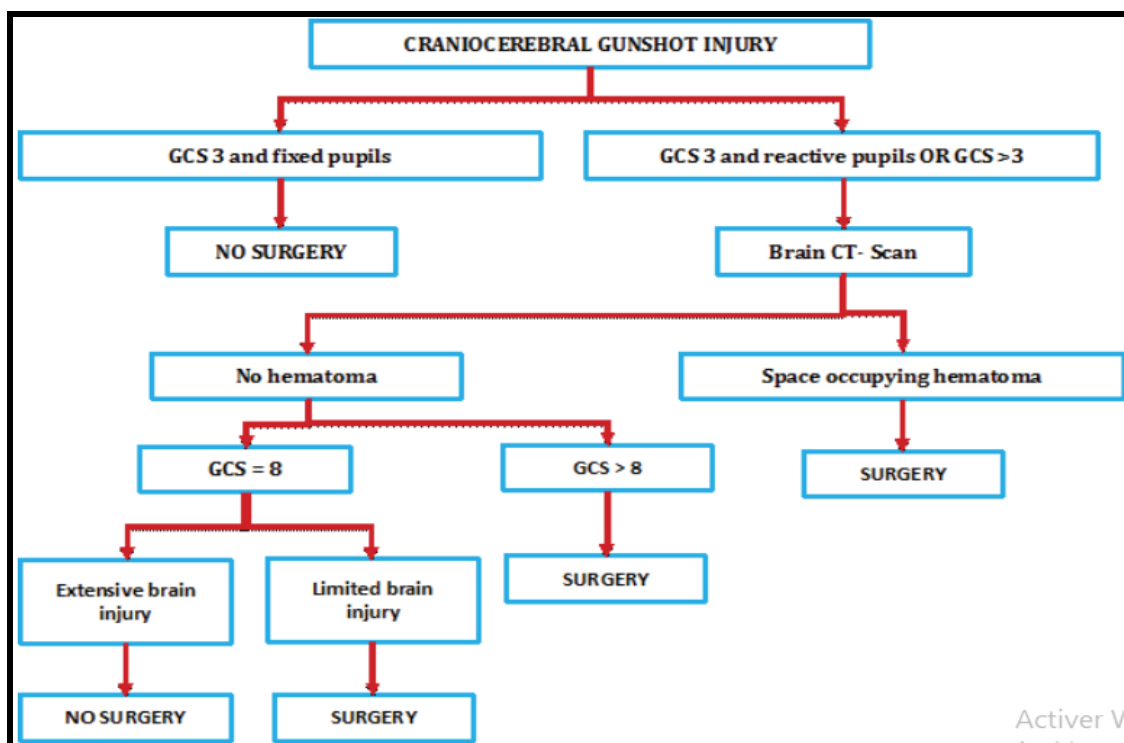 CRANIOCEREBRAL GUNSHOT INJURY
GCS 3 and fixed pupils
GCS 3 and reactive pupils OR GCS >3
NO SURGERY
Brain CT- Scan
No hematoma
Space occupying hematoma
GCS = 8
GCS > 8
SURGERY
Extensive brain
injury
Limited brain
injury
SURGERY
NO SURGERY
SURGERY
Activer